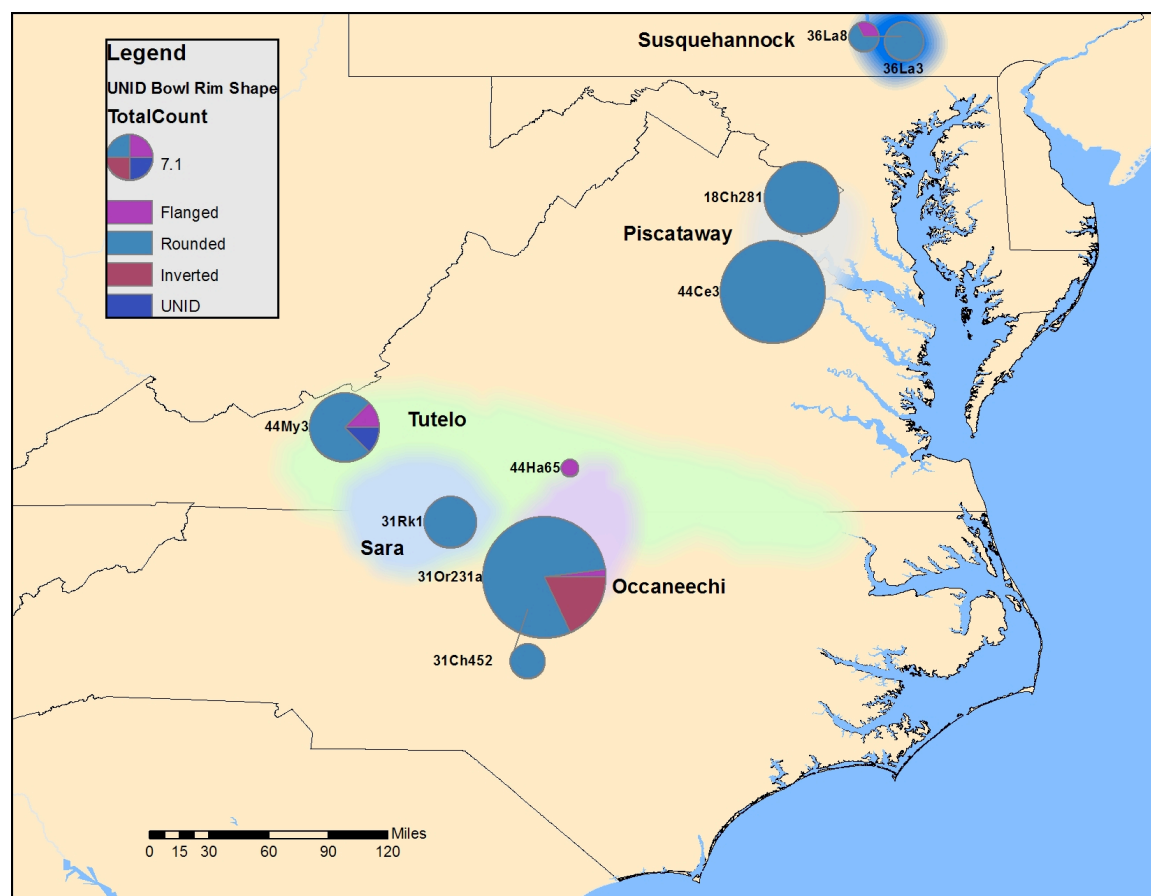 Legend
UNID Bowl Rim Shape
TotalCount
7.1
Flanged
Rounded
Inverted
UNID
Susquehannock
36La8
36La3
18Ch281
Piscataway
44Ce3
44My3
Tutelo
44Ha65
31Rk1
Sara
31Or231a
Occaneechi
31Ch452
Miles
0 15 30 60 90 120